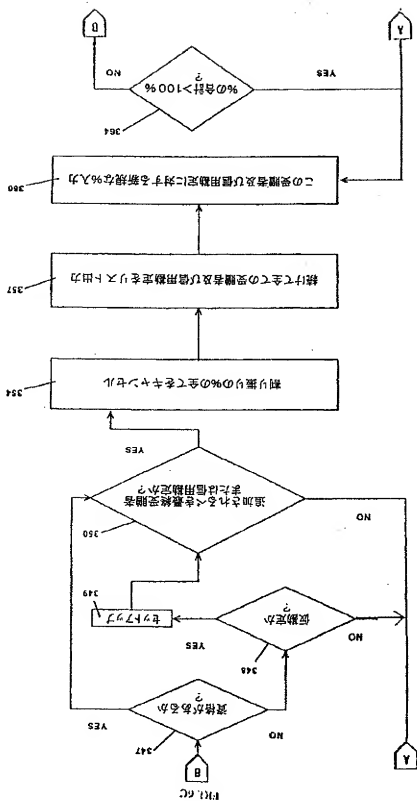 FIG. 6C
B
A
347
資格があるか
?
YES
NO
348
仮勘定か
?
YES
NO
セットアップ
349
350
追加されるべき最終受贈者
または信用勘定か?
YES
NO
割り振りの%の全てをキャンセル
354
続けて全ての受贈者及び信用勘定をリスト出力
357
この受贈者及び信用勘定に対する新規な%入力
360
364
%の合計>100%
?
YES
NO
A
D